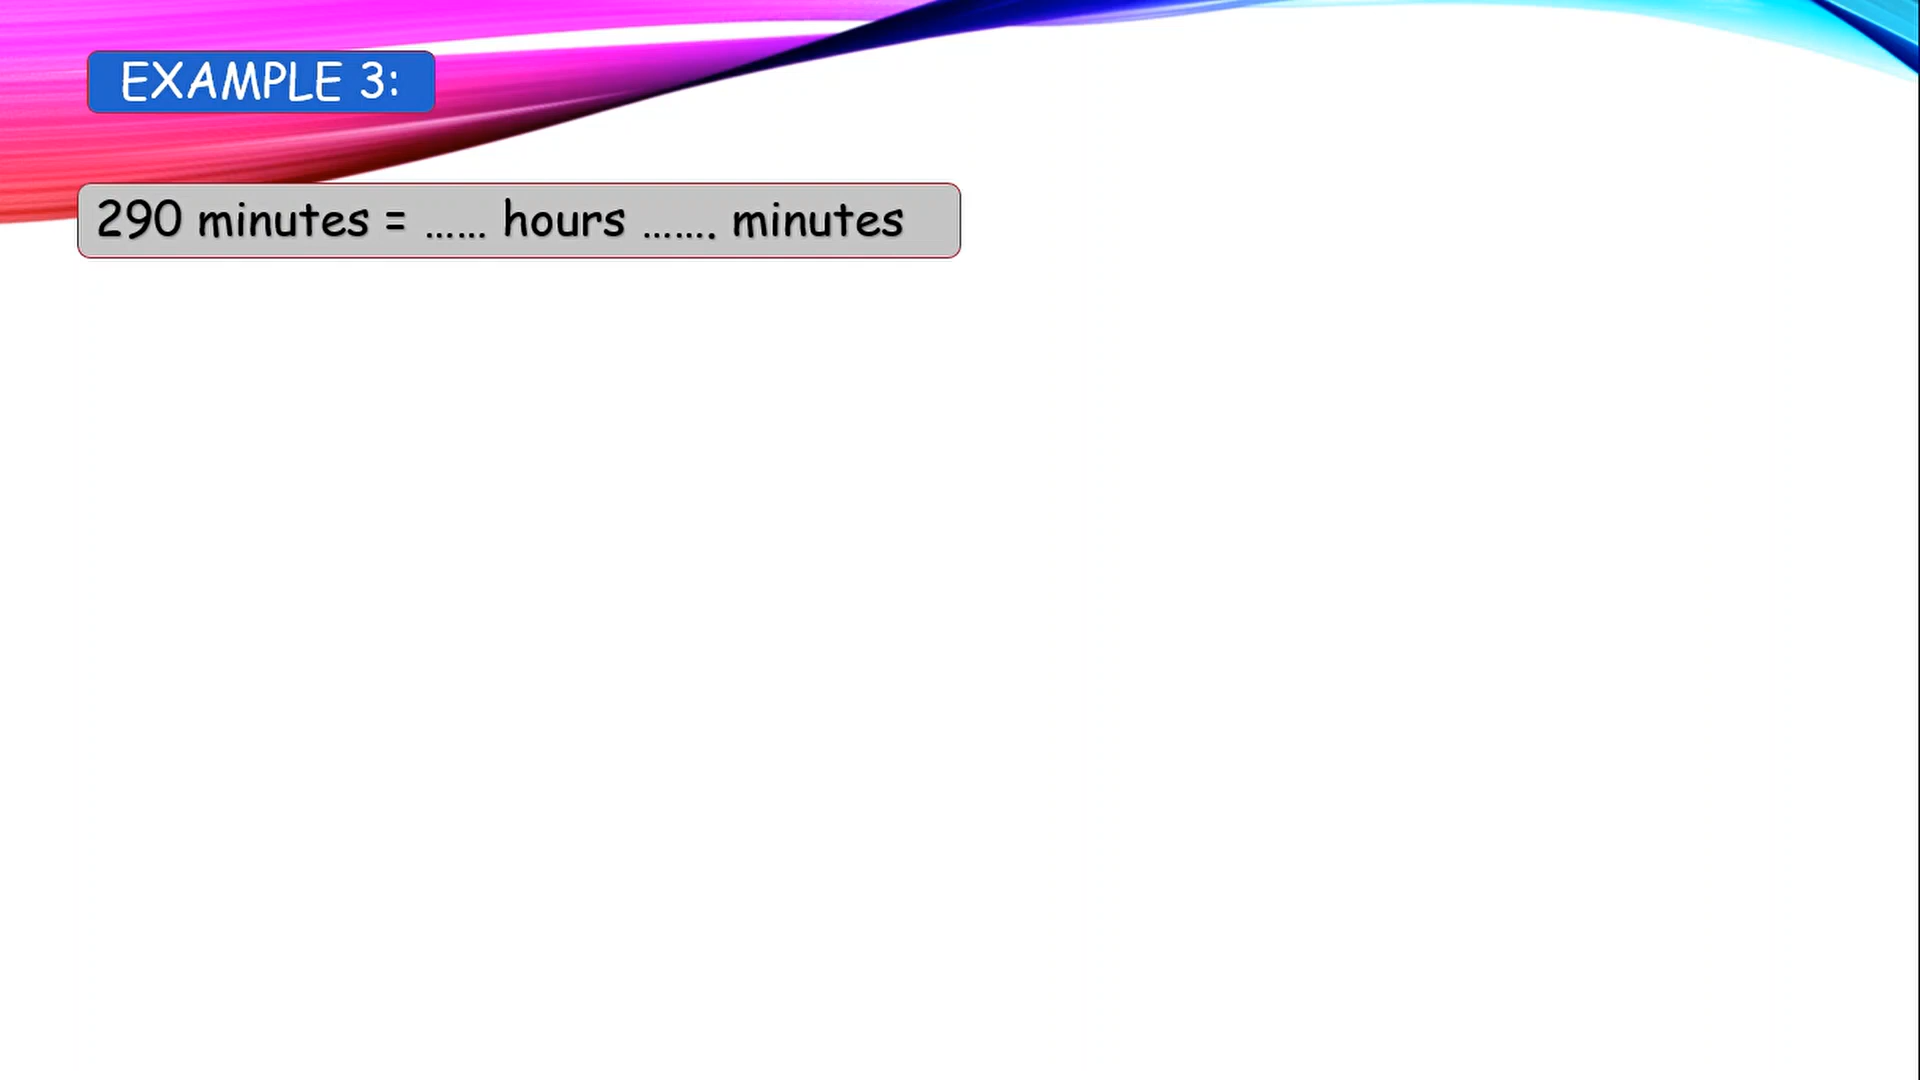 EXAMPLE 3:
290 minutes = …… hours ……. minutes